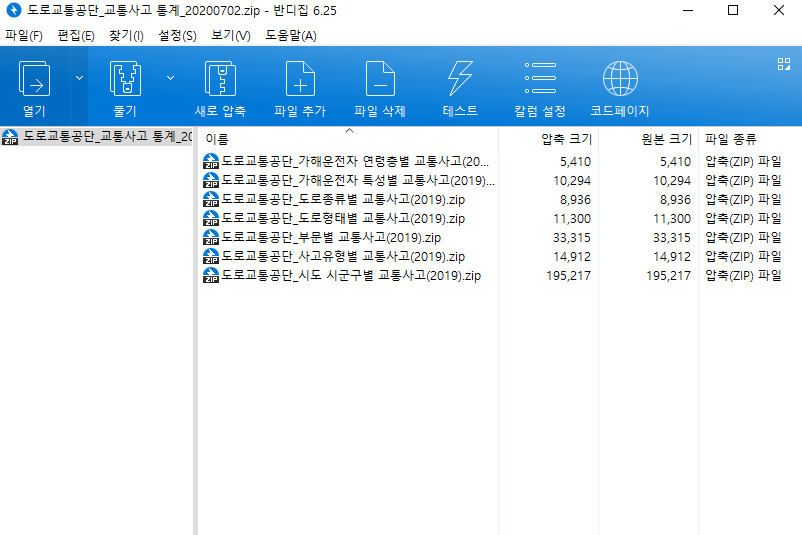 도로교통공단_교통사고 통계_20200702.zip - 반디집 6.25
파일(F) 편집(E) 찾기(I) 설정(S) 보기(V) 도움말(A)
열기 풀기 새로 압축 파일 추가 파일 삭제 테스트 칼럼 설정 코드페이지
ZIP 도로교통공단_교통사고 통계_20
이름 압축 크기 원본 크기 파일 종류
ZIP 도로교통공단_가해운전자 연령층별 교통사고(20... 5,410 5,410 압축(ZIP) 파일
ZIP 도로교통공단_가해운전자 특성별 교통사고(2019)... 10,294 10,294 압축(ZIP) 파일
ZIP 도로교통공단_도로종류별 교통사고(2019).zip 8,936 8,936 압축(ZIP) 파일
ZIP 도로교통공단_도로형태별 교통사고(2019).zip 11,300 11,300 압축(ZIP) 파일
ZIP 도로교통공단_부문별 교통사고(2019).zip 33,315 33,315 압축(ZIP) 파일
ZIP 도로교통공단_사고유형별 교통사고(2019).zip 14,912 14,912 압축(ZIP) 파일
ZIP 도로교통공단_시도 시군구별 교통사고(2019).zip 195,217 195,217 압축(ZIP) 파일